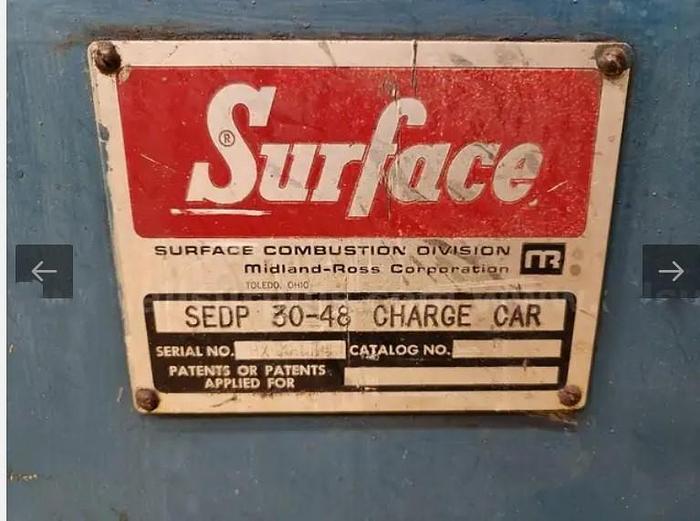 Surface
®
SURFACE COMBUSTION DIVISION
Midland-Ross Corporation
TOLEDO, OHIO
SEDP 30-48 CHARGE CAR
SERIAL NO. CATALOG NO.
PATENTS OR PATENTS
APPLIED FOR